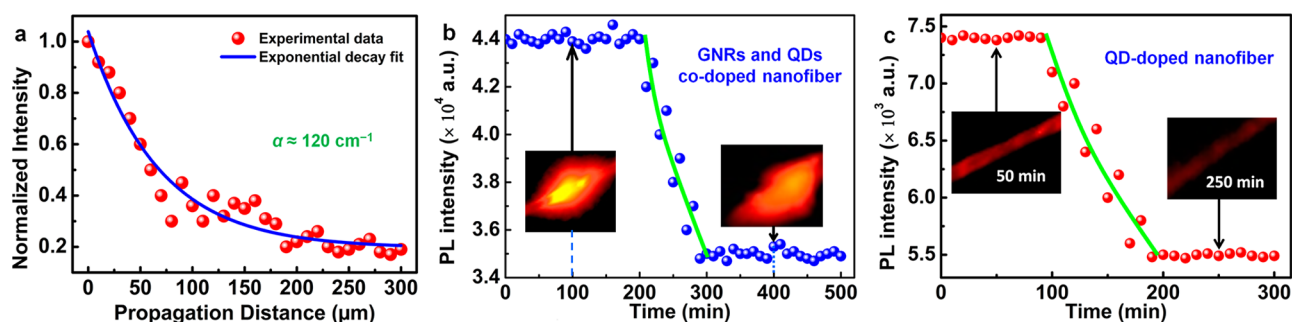 a
Experimental data
Exponential decay fit
α ≈ 120 cm⁻¹
Normalized Intensity
1.0
0.8
0.6
0.4
0.2
0 50 100 150 200 250 300
Propagation Distance (μm)
b
GNRs and QDs
co-doped nanofiber
PL intensity (× 10⁴ a.u.)
4.4
4.2
4.0
3.8
3.6
3.4
0 100 200 300 400 500
Time (min)
c
QD-doped nanofiber
50 min
250 min
PL intensity (× 10³ a.u.)
7.5
7.0
6.5
6.0
5.5
0 50 100 150 200 250 300
Time (min)